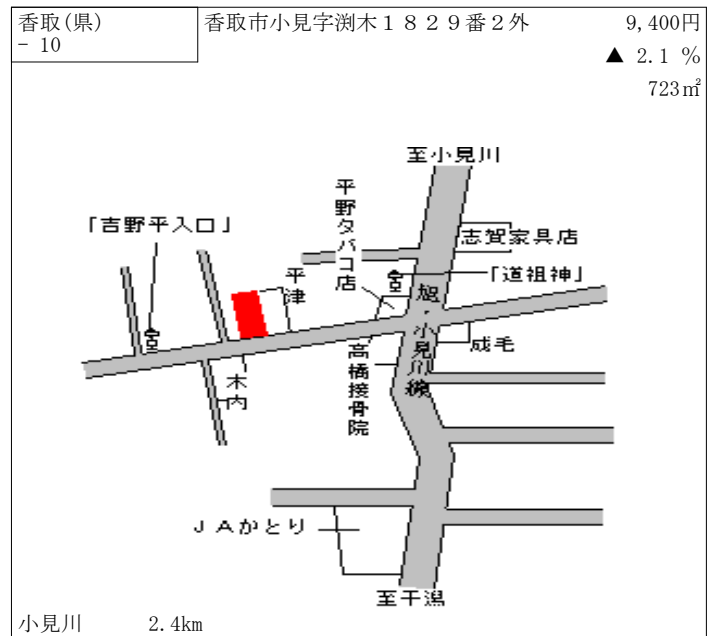 香取(県)
- 10
香取市小見字渕木１８２９番２外
9,400円
▲ 2.1 %
723㎡
至小見川
平野タバコ店
「吉野平入口」
志賀家具店
平津
「道祖神」
旭・小見川線
成毛
高橋接骨院
木内
ＪＡかとり
至干潟
小見川 2.4km